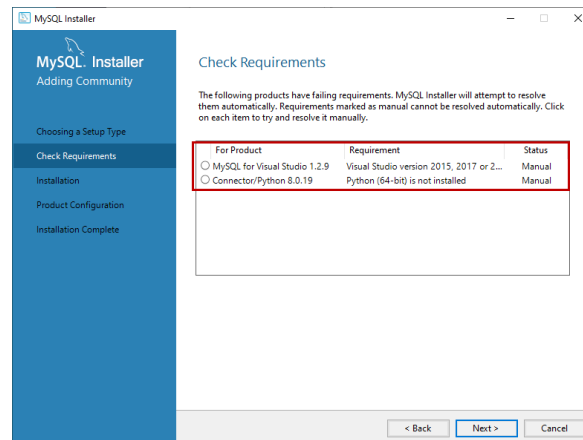 MySQL Installer
MySQL. Installer
Adding Community
Choosing a Setup Type
Check Requirements
Installation
Product Configuration
Installation Complete
Check Requirements
The following products have failing requirements. MySQL Installer will attempt to resolve
them automatically. Requirements marked as manual cannot be resolved automatically. Click
on each item to try and resolve it manually.
For Product Requirement Status
MySQL for Visual Studio 1.2.9 Visual Studio version 2015, 2017 or 2... Manual
Connector/Python 8.0.19 Python (64-bit) is not installed Manual
< Back Next > Cancel